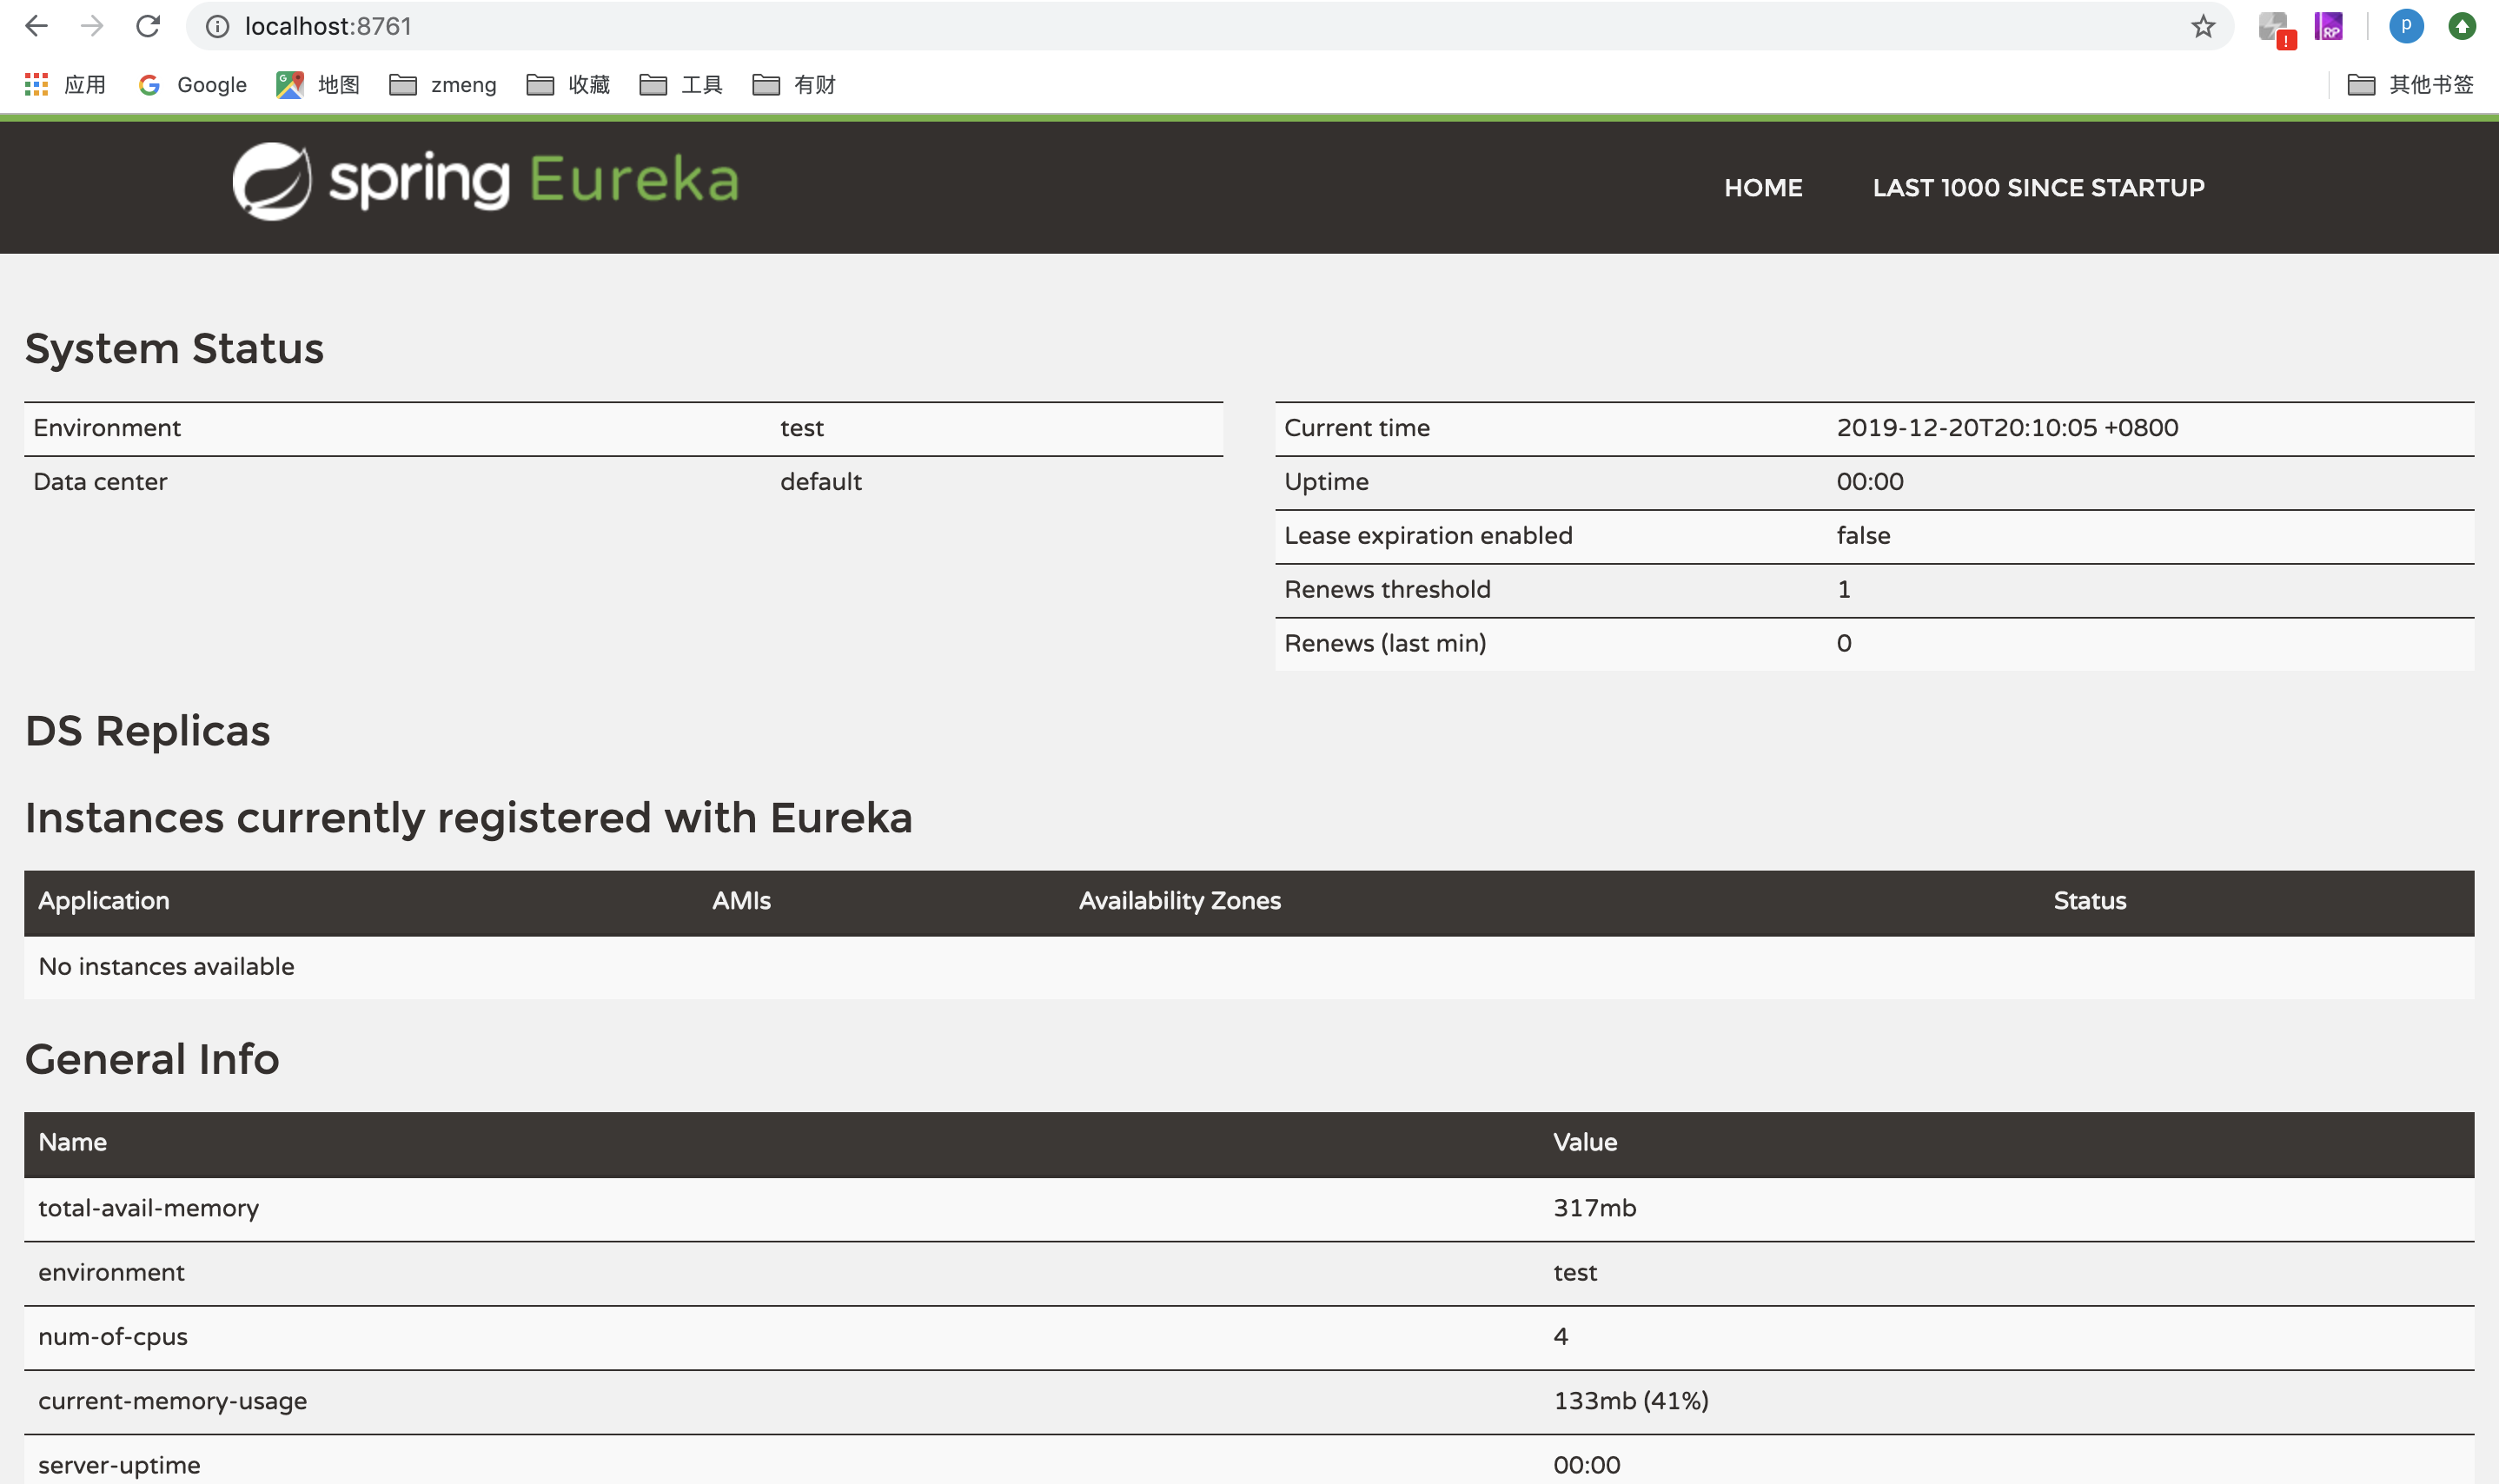 localhost:8761
应用 Google 地图 zmeng 收藏 工具 有财 其他书签
spring Eureka HOME LAST 1000 SINCE STARTUP
System Status
Environment test
Data center default
Current time 2019-12-20T20:10:05 +0800
Uptime 00:00
Lease expiration enabled false
Renews threshold 1
Renews (last min) 0
DS Replicas
Instances currently registered with Eureka
Application AMIs Availability Zones Status
No instances available
General Info
Name Value
total-avail-memory 317mb
environment test
num-of-cpus 4
current-memory-usage 133mb (41%)
server-uptime 00:00